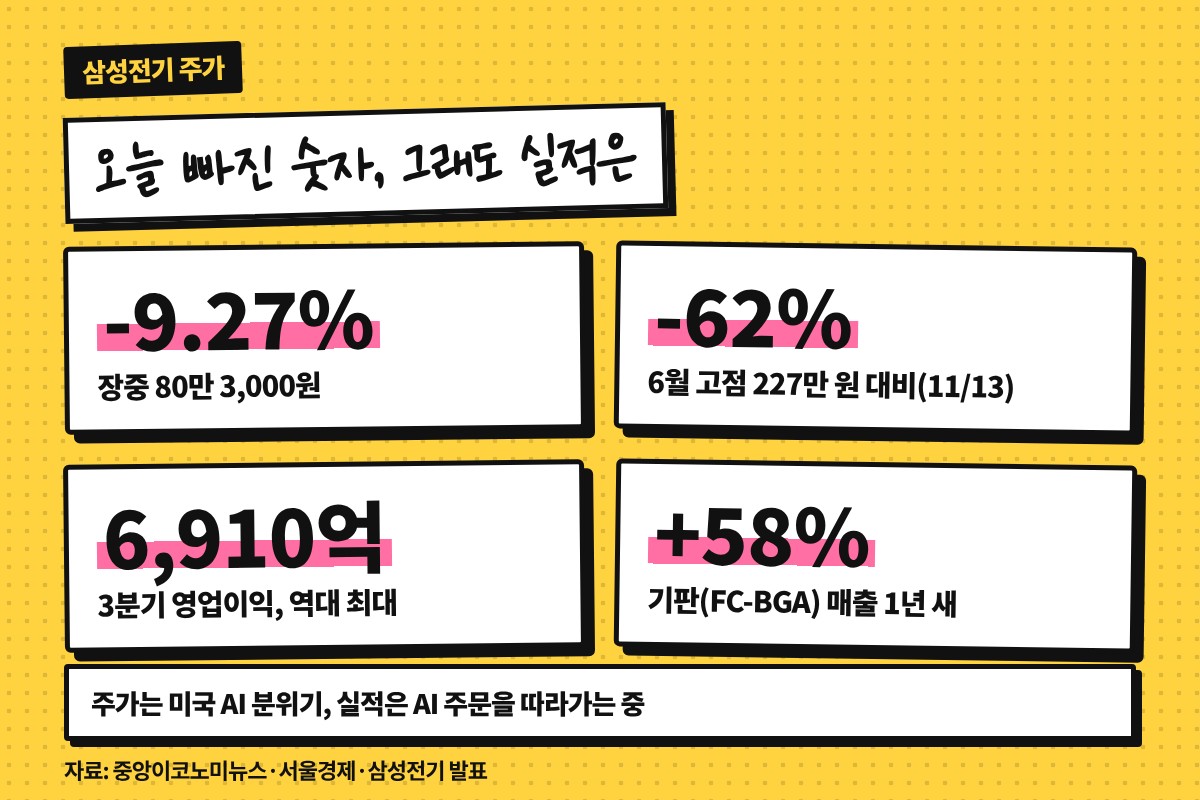 삼성전기 주가
오늘 빠진 숫자, 그래도 실적은
-9.27%
장중 80만 3,000원
-62%
6월 고점 227만 원 대비(11/13)
6,910억
3분기 영업이익, 역대 최대
+58%
기판(FC-BGA) 매출 1년 새
주가는 미국 AI 분위기, 실적은 AI 주문을 따라가는 중
자료: 중앙이코노미뉴스·서울경제·삼성전기 발표